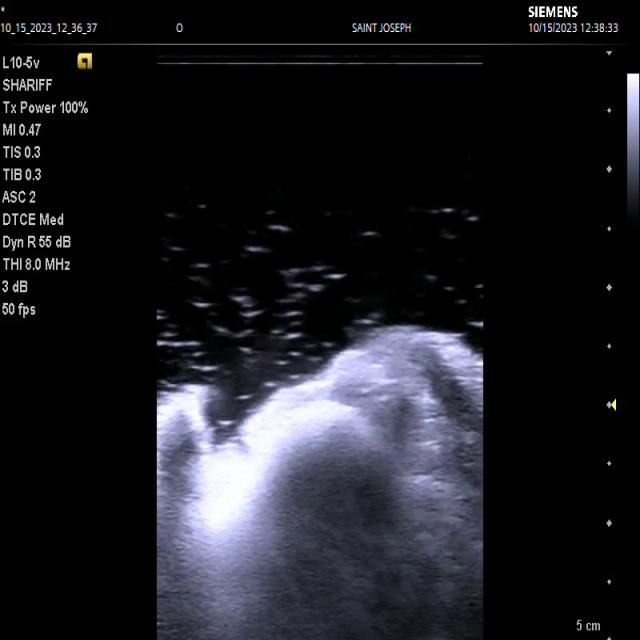 *
SIEMENS
10_15_2023_12_36_37 O SAINT JOSEPH 10/15/2023 12:38:33
L10-5v
SHARIFF
Tx Power 100%
MI 0.47
TIS 0.3
TIB 0.3
ASC 2
DTCE Med
Dyn R 55 dB
THI 8.0 MHz
3 dB
50 fps
5 cm